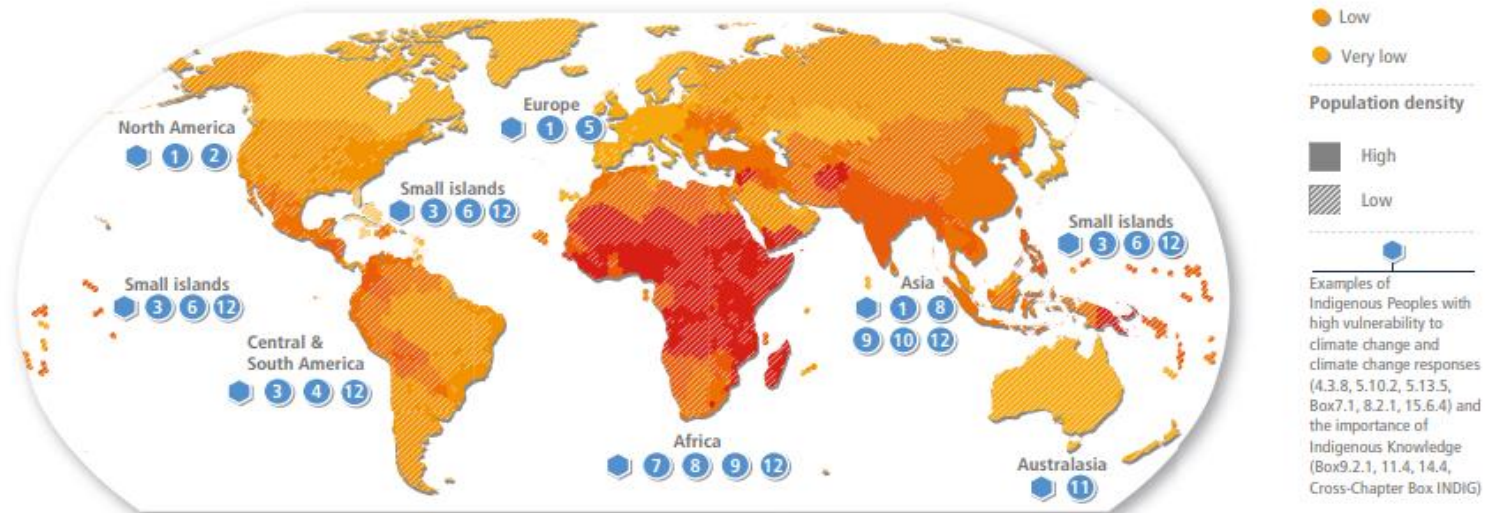 Low
Very low
Population density
High
Low
Examples of
Indigenous Peoples with
high vulnerability to
climate change and
climate change responses
(4.3.8, 5.10.2, 5.13.5,
Box7.1, 8.2.1, 15.6.4) and
the importance of
Indigenous Knowledge
(Box9.2.1, 11.4, 14.4,
Cross-Chapter Box INDIG)
North America
1 2
Europe
1 5
Small islands
3 6 12
Small islands
3 6 12
Small islands
3 6 12
Central &
South America
3 4 12
Asia
1 8
9 10 12
Africa
7 8 9 12
Australasia
11